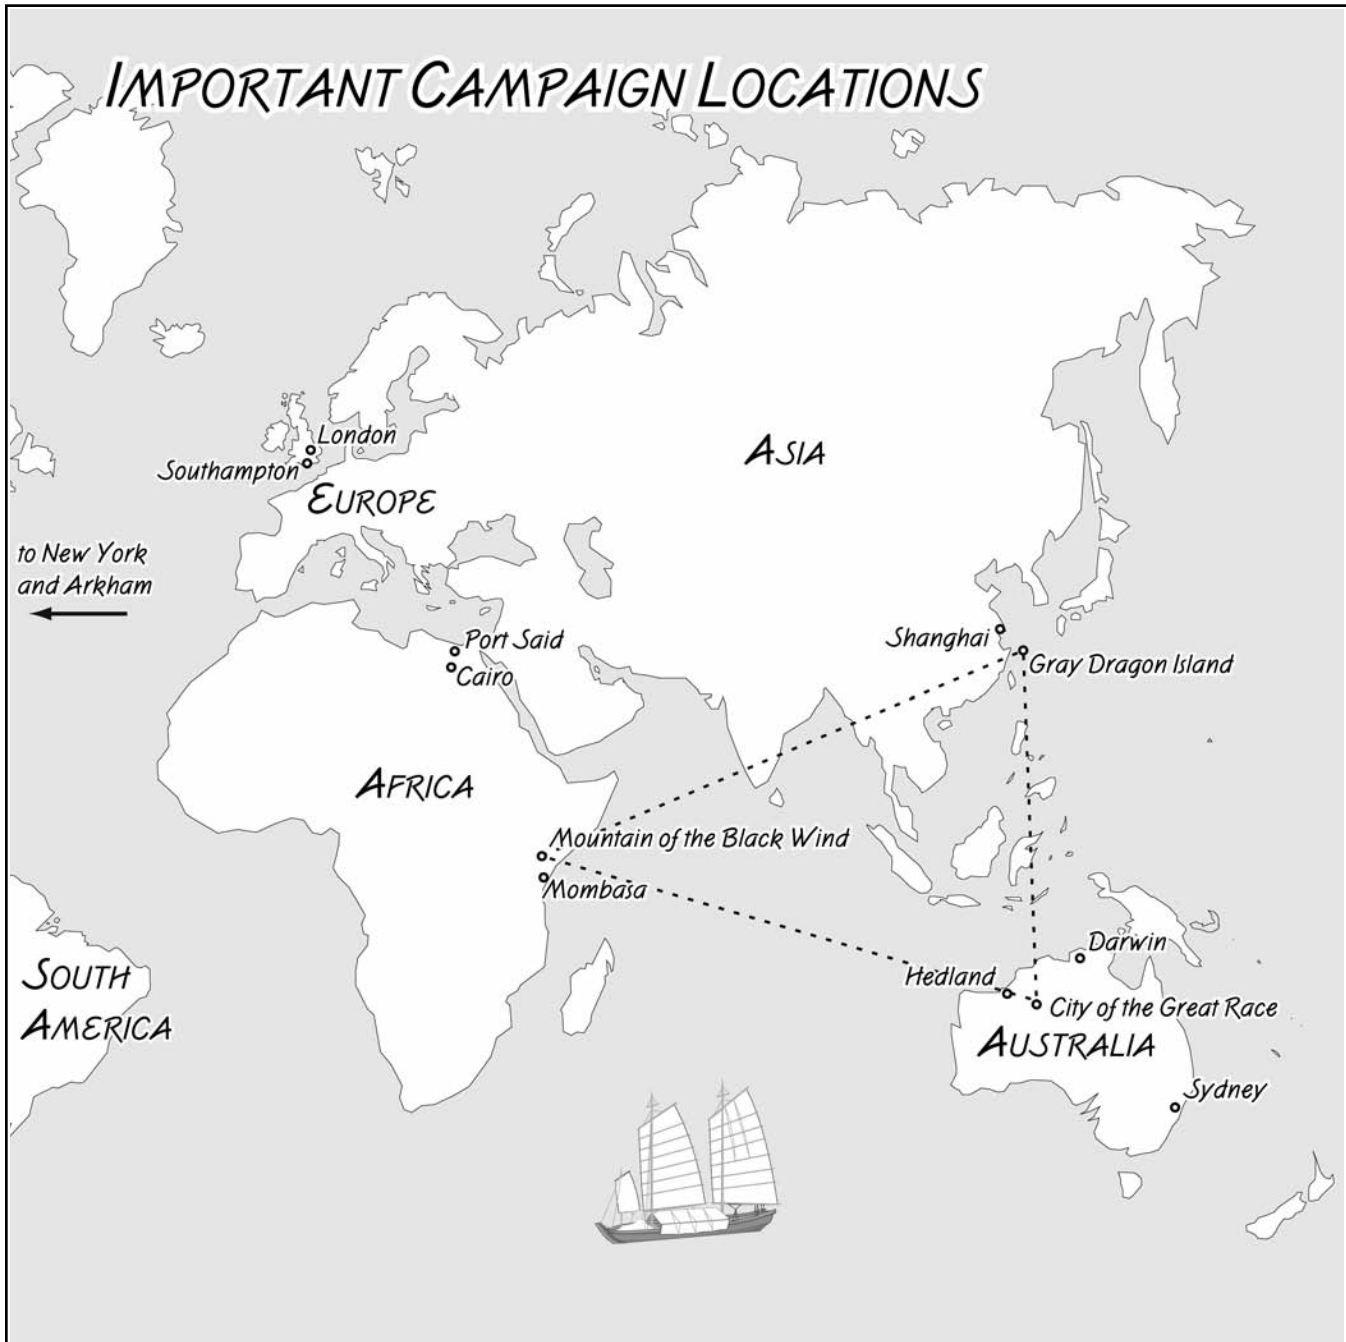 IMPORTANT CAMPAIGN LOCATIONS
London
Southampton
EUROPE
ASIA
to New York
and Arkham
Port Said
Cairo
Shanghai
Gray Dragon Island
AFRICA
Mountain of the Black Wind
Mombasa
SOUTH
AMERICA
Darwin
Hedland
City of the Great Race
AUSTRALIA
Sydney